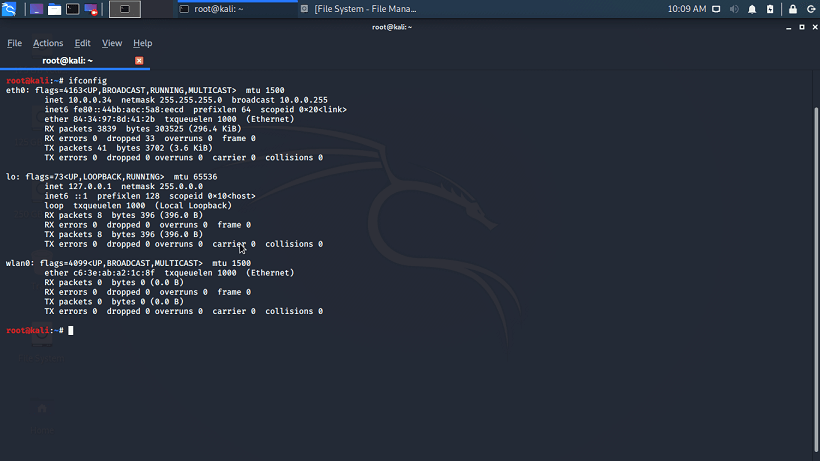 root@kali: ~
[File System - File Mana...
10:09 AM
root@kali: ~
File Actions Edit View Help
root@kali: ~
root@kali:~# ifconfig
eth0: flags=4163<UP,BROADCAST,RUNNING,MULTICAST>  mtu 1500
inet 10.0.0.34  netmask 255.255.255.0  broadcast 10.0.0.255
inet6 fe80::44bb:aec:5a8:eecd  prefixlen 64  scopeid 0×20<link>
ether 84:34:97:8d:41:2b  txqueuelen 1000  (Ethernet)
RX packets 3839  bytes 303525 (296.4 KiB)
RX errors 0  dropped 33  overruns 0  frame 0
TX packets 41  bytes 3702 (3.6 KiB)
TX errors 0  dropped 0 overruns 0  carrier 0  collisions 0
lo: flags=73<UP,LOOPBACK,RUNNING>  mtu 65536
inet 127.0.0.1  netmask 255.0.0.0
inet6 ::1  prefixlen 128  scopeid 0×10<host>
loop  txqueuelen 1000  (Local Loopback)
RX packets 8  bytes 396 (396.0 B)
RX errors 0  dropped 0  overruns 0  frame 0
TX packets 8  bytes 396 (396.0 B)
TX errors 0  dropped 0 overruns 0  carrier 0  collisions 0
wlan0: flags=4099<UP,BROADCAST,MULTICAST>  mtu 1500
ether c6:3e:ab:a2:1c:8f  txqueuelen 1000  (Ethernet)
RX packets 0  bytes 0 (0.0 B)
RX errors 0  dropped 0  overruns 0  frame 0
TX packets 0  bytes 0 (0.0 B)
TX errors 0  dropped 0 overruns 0  carrier 0  collisions 0
root@kali:~#